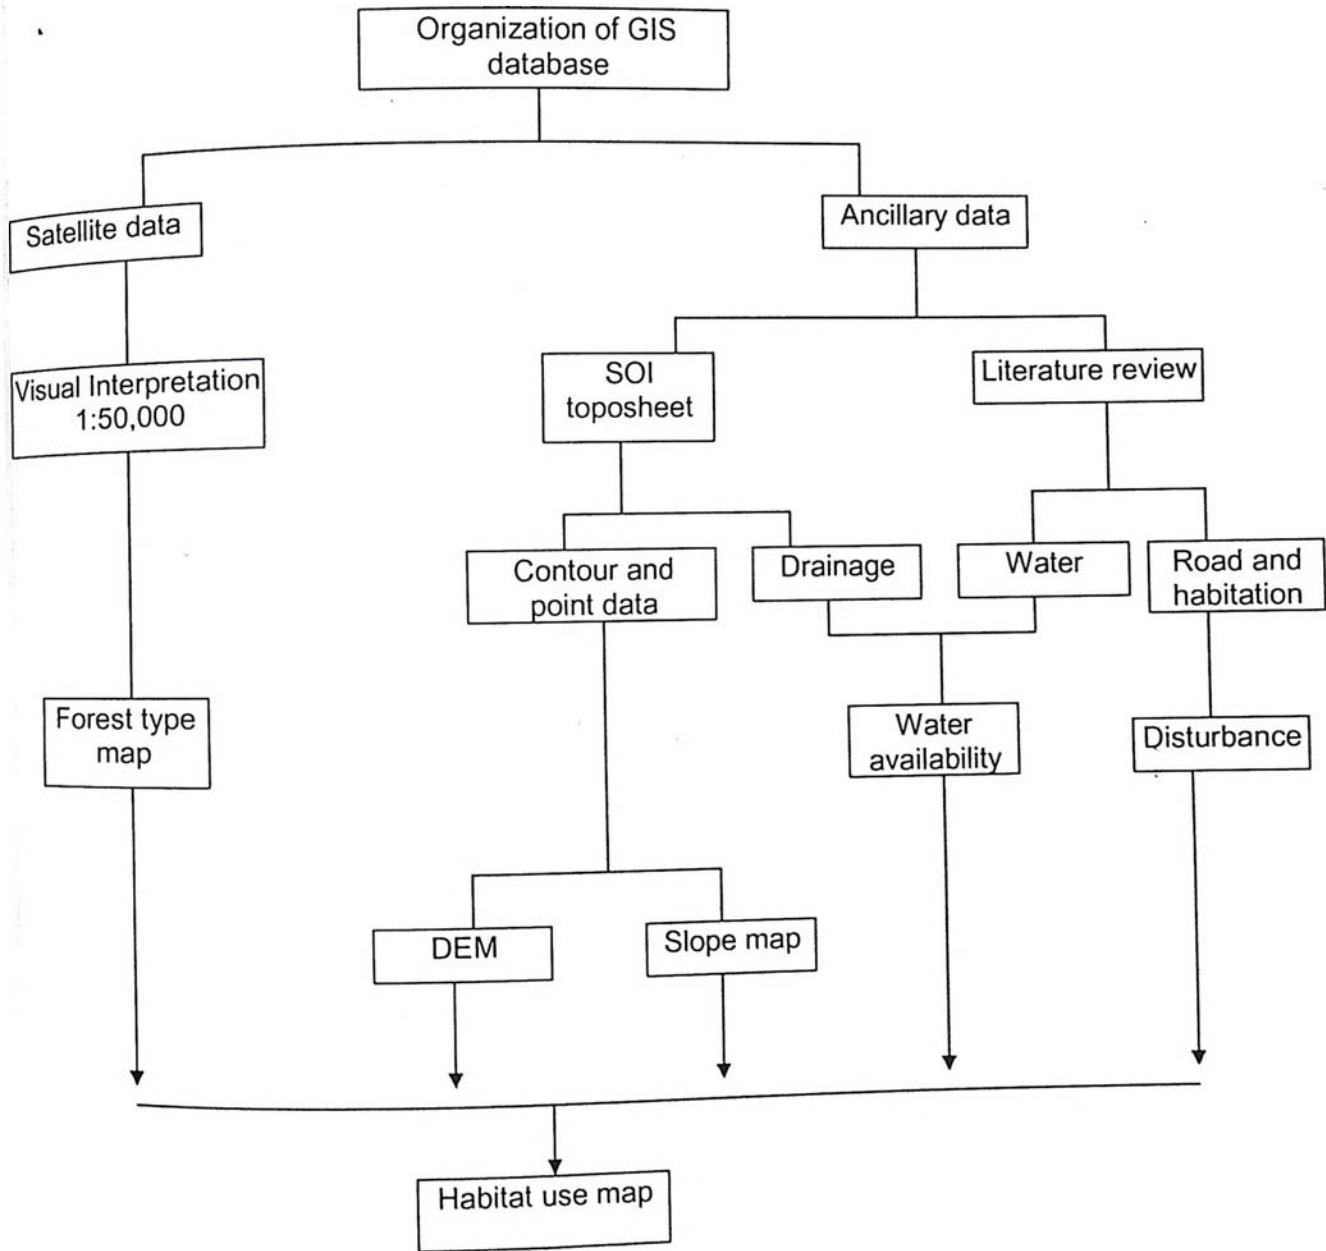 Organization of GIS
database
Satellite data
Ancillary data
Visual Interpretation
1:50,000
SOI
toposheet
Literature review
Contour and
point data
Drainage
Water
Road and
habitation
Forest type
map
Water
availability
Disturbance
DEM
Slope map
Habitat use map